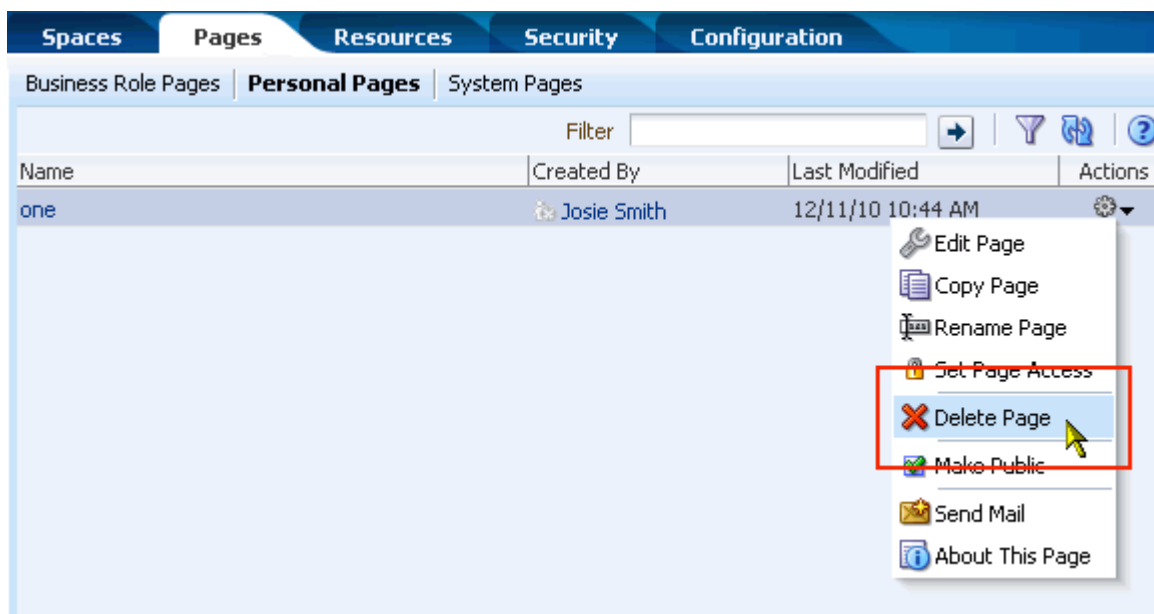 Spaces Pages Resources Security Configuration
Business Role Pages Personal Pages System Pages
Filter
Name Created By Last Modified Actions
one Josie Smith 12/11/10 10:44 AM
Edit Page
Copy Page
Rename Page
Set Page Access
Delete Page
Make Public
Send Mail
About This Page